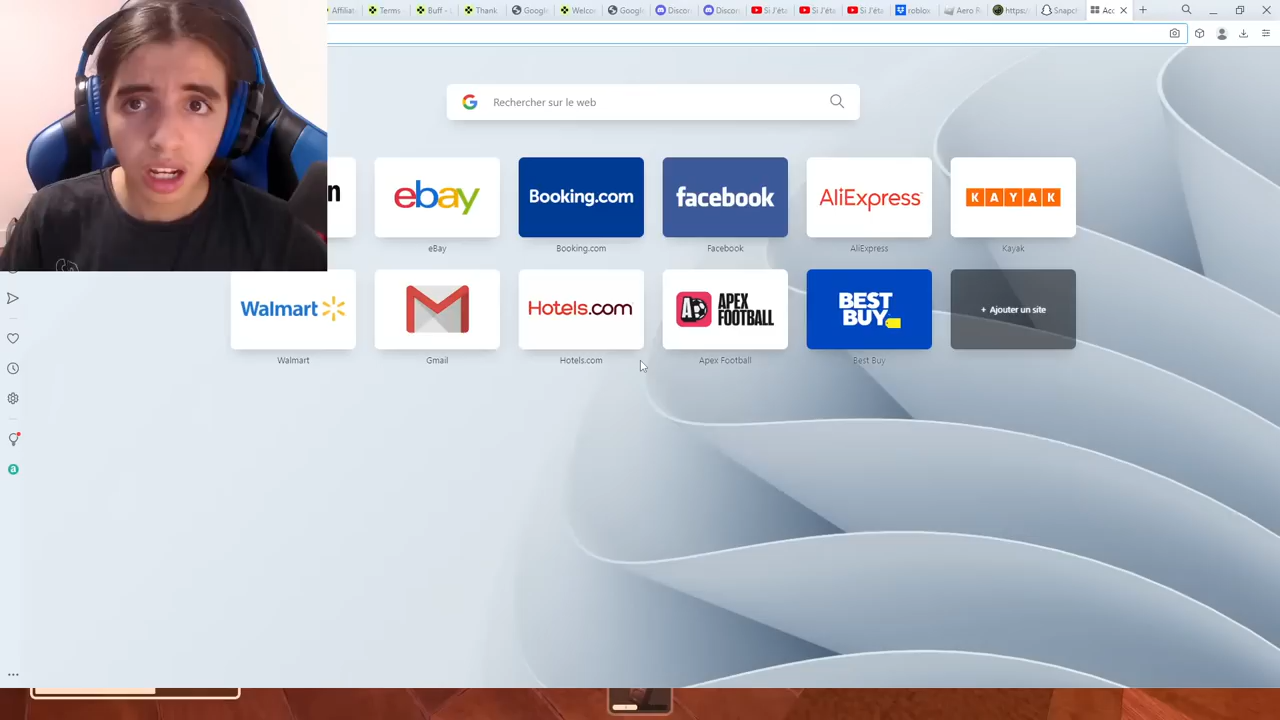 Affiliat
Terms
Buff - L
Thank
Google
Welco
Google
Discor
Discor
Si J'éta
Si J'éta
Si J'éta
roblox
Aero R
https:/
Snapc
Acc
Rechercher sur le web
n
ebay
Booking.com
facebook
AliExpress
KAYAK
eBay
Booking.com
Facebook
AliExpress
Kayak
Walmart
Hotels.com
APEX
FOOTBALL
BEST
BUY
+ Ajouter un site
Walmart
Gmail
Hotels.com
Apex Football
Best Buy